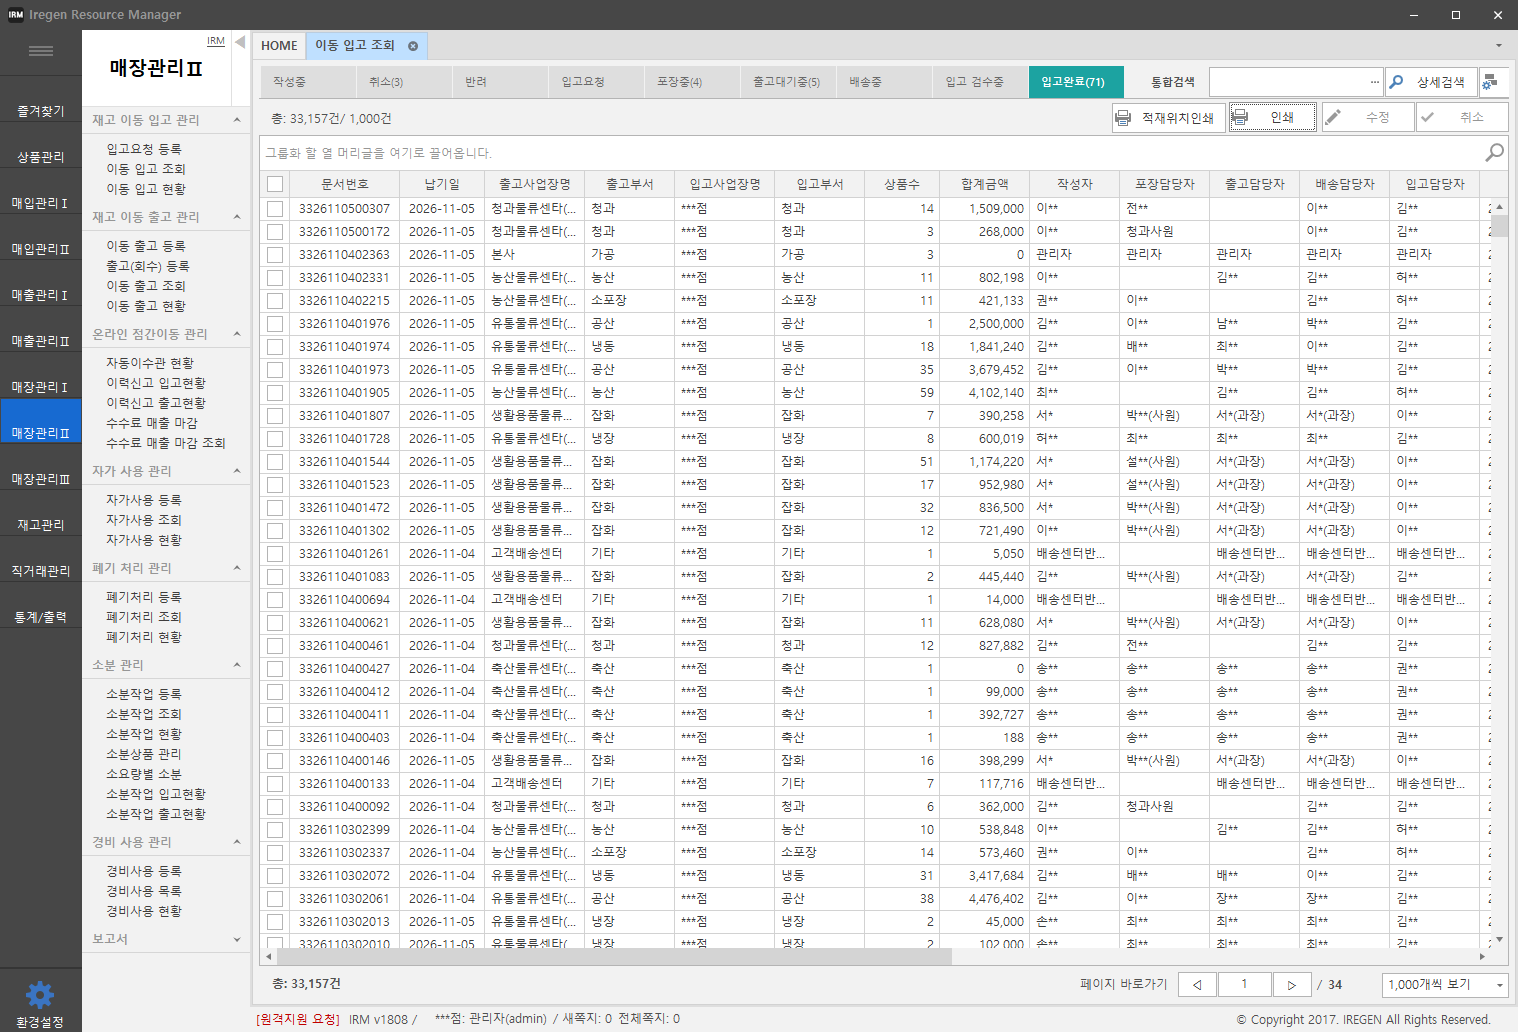 IRM Iregen Resource Manager
IRM
매장관리Ⅱ
즐겨찾기
상품관리
매입관리Ⅰ
매입관리Ⅱ
매출관리Ⅰ
매출관리Ⅱ
매장관리Ⅰ
매장관리Ⅱ
매장관리Ⅲ
재고관리
직거래관리
통계/출력
환경설정
재고 이동 입고 관리
입고요청 등록
이동 입고 조회
이동 입고 현황
재고 이동 출고 관리
이동 출고 등록
출고(회수) 등록
이동 출고 조회
이동 출고 현황
온라인 점간이동 관리
자동이수관 현황
이력신고 입고현황
이력신고 출고현황
수수료 매출 마감
수수료 매출 마감 조회
자가 사용 관리
자가사용 등록
자가사용 조회
자가사용 현황
폐기 처리 관리
폐기처리 등록
폐기처리 조회
폐기처리 현황
소분 관리
소분작업 등록
소분작업 조회
소분작업 현황
소분상품 관리
소요량별 소분
소분작업 입고현황
소분작업 출고현황
경비 사용 관리
경비사용 등록
경비사용 목록
경비사용 현황
보고서
HOME 이동 입고 조회
작성중 취소(3) 반려 입고요청 포장중(4) 출고대기중(5) 배송중 입고 검수중 입고완료(71) 통합검색 ... 상세검색
총: 33,157건/ 1,000건 적재위치인쇄 인쇄 수정 취소
그룹화 할 열 머리글을 여기로 끌어옵니다.
문서번호 납기일 출고사업장명 출고부서 입고사업장명 입고부서 상품수 합계금액 작성자 포장담당자 출고담당자 배송담당자 입고담당자
3326110500307 2026-11-05 청과물류센타(... 청과 ***점 청과 14 1,509,000 이** 전** 이** 김**
3326110500172 2026-11-05 청과물류센타(... 청과 ***점 청과 3 268,000 이** 청과사원 이** 김**
3326110402363 2026-11-05 본사 가공 ***점 가공 3 0 관리자 관리자 관리자 관리자 관리자
3326110402331 2026-11-05 농산물류센타(... 농산 ***점 농산 11 802,198 이** 김** 김** 허**
3326110402215 2026-11-05 농산물류센타(... 소포장 ***점 소포장 11 421,133 권** 이** 김** 허**
3326110401976 2026-11-05 유통물류센타(... 공산 ***점 공산 1 2,500,000 김** 이** 남** 박** 김**
3326110401974 2026-11-05 유통물류센타(... 냉동 ***점 냉동 18 1,841,240 김** 배** 최** 이** 김**
3326110401973 2026-11-05 유통물류센타(... 공산 ***점 공산 35 3,679,452 김** 이** 박** 박** 김**
3326110401905 2026-11-05 농산물류센타(... 농산 ***점 농산 59 4,102,140 최** 김** 김** 허**
3326110401807 2026-11-05 생활용품물류... 잡화 ***점 잡화 7 390,258 서* 박**(사원) 서*(과장) 서*(과장) 이**
3326110401728 2026-11-05 유통물류센타(... 냉장 ***점 냉장 8 600,019 허** 최** 최** 최** 김**
3326110401544 2026-11-05 생활용품물류... 잡화 ***점 잡화 51 1,174,220 서* 설**(사원) 서*(과장) 서*(과장) 이**
3326110401523 2026-11-05 생활용품물류... 잡화 ***점 잡화 17 952,980 서* 설**(사원) 서*(과장) 서*(과장) 이**
3326110401472 2026-11-05 생활용품물류... 잡화 ***점 잡화 32 836,500 서* 박**(사원) 서*(과장) 서*(과장) 이**
3326110401302 2026-11-05 생활용품물류... 잡화 ***점 잡화 12 721,490 이** 박**(사원) 서*(과장) 서*(과장) 이**
3326110401261 2026-11-04 고객배송센터 기타 ***점 기타 1 5,050 배송센터반... 배송센터반... 배송센터반... 배송센터반...
3326110401083 2026-11-05 생활용품물류... 잡화 ***점 잡화 2 445,440 김** 박**(사원) 서*(과장) 서*(과장) 김**
3326110400694 2026-11-04 고객배송센터 기타 ***점 기타 1 14,000 배송센터반... 배송센터반... 배송센터반... 배송센터반...
3326110400621 2026-11-05 생활용품물류... 잡화 ***점 잡화 11 628,080 서* 박**(사원) 서*(과장) 서*(과장) 이**
3326110400461 2026-11-04 청과물류센타(... 청과 ***점 청과 12 827,882 김** 전** 김** 김**
3326110400427 2026-11-04 축산물류센타(... 축산 ***점 축산 1 0 송** 송** 송** 송** 권**
3326110400412 2026-11-04 축산물류센타(... 축산 ***점 축산 1 99,000 송** 송** 송** 송** 권**
3326110400411 2026-11-04 축산물류센타(... 축산 ***점 축산 1 392,727 송** 송** 송** 송** 권**
3326110400403 2026-11-04 축산물류센타(... 축산 ***점 축산 1 188 송** 송** 송** 송** 권**
3326110400146 2026-11-05 생활용품물류... 잡화 ***점 잡화 16 398,299 서* 박**(사원) 서*(과장) 서*(과장) 이**
3326110400133 2026-11-04 고객배송센터 기타 ***점 기타 7 117,716 배송센터반... 배송센터반... 배송센터반... 배송센터반...
3326110400092 2026-11-04 청과물류센타(... 청과 ***점 청과 6 362,000 김** 청과사원 김** 김**
3326110302399 2026-11-04 농산물류센타(... 농산 ***점 농산 10 538,848 이** 김** 김** 허**
3326110302337 2026-11-04 농산물류센타(... 소포장 ***점 소포장 14 573,460 권** 이** 김** 허**
3326110302072 2026-11-04 유통물류센타(... 냉동 ***점 냉동 31 3,417,684 김** 배** 배** 이** 김**
3326110302061 2026-11-04 유통물류센타(... 공산 ***점 공산 38 4,476,402 김** 이** 장** 장** 김**
3326110302013 2026-11-05 유통물류센타(... 냉장 ***점 냉장 2 45,000 손** 최** 최** 최** 김**
3326110302010 2026-11-05 유통물류센타(... 냉장 ***점 냉장 2 102,000 손** 최** 최** 최** 김**
총: 33,157건 페이지 바로가기 1 / 34 1,000개씩 보기
[원격지원 요청] IRM v1808 / ***점: 관리자(admin) / 새쪽지: 0 전체쪽지: 0 © Copyright 2017. IREGEN All Rights Reserved.